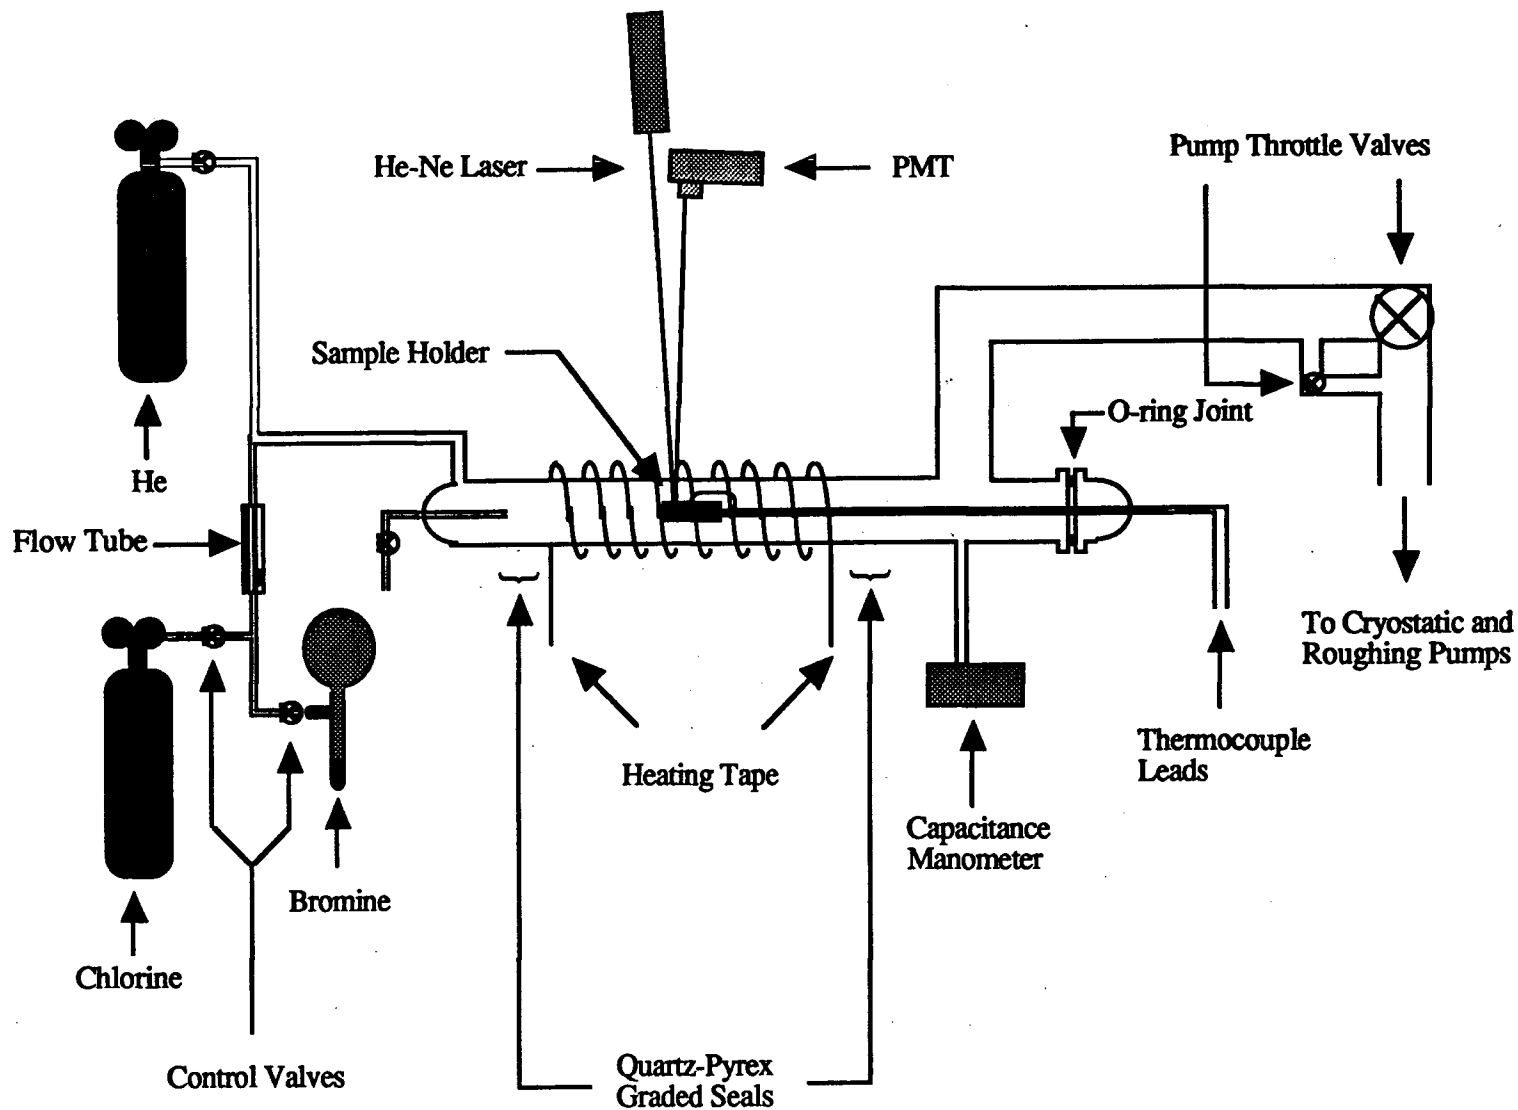 Pump Throttle Valves
He-Ne Laser
PMT
Sample Holder
O-ring Joint
He
Flow Tube
To Cryostatic and
Roughing Pumps
Thermocouple
Leads
Heating Tape
Capacitance
Manometer
Bromine
Chlorine
Control Valves
Quartz-Pyrex
Graded Seals